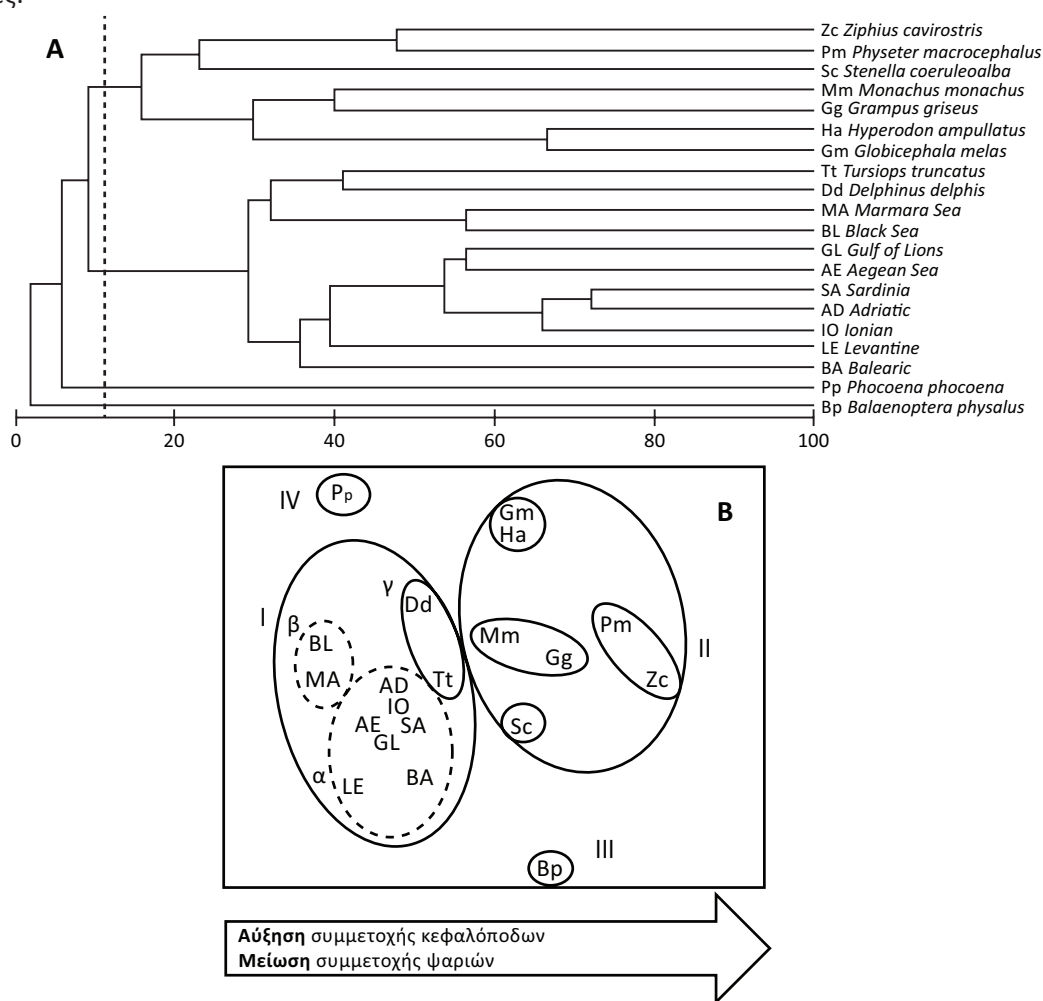 A
Zc Ziphius cavirostris
Pm Physeter macrocephalus
Sc Stenella coeruleoalba
Mm Monachus monachus
Gg Grampus griseus
Ha Hyperodon ampullatus
Gm Globicephala melas
Tt Tursiops truncatus
Dd Delphinus delphis
MA Marmara Sea
BL Black Sea
GL Gulf of Lions
AE Aegean Sea
SA Sardinia
AD Adriatic
IO Ionian
LE Levantine
BA Balearic
Pp Phocoena phocoena
Bp Balaenoptera physalus
0 20 40 60 80 100
B
IV Pp
Gm
Ha
I
γ
Dd
β
BL
MA
Tt
Mm
Gg
Pm
Zc
II
AD
IO
AE SA
GL
Sc
α
LE BA
III
Bp
Αύξηση συμμετοχής κεφαλόποδων
Μείωση συμμετοχής ψαριών